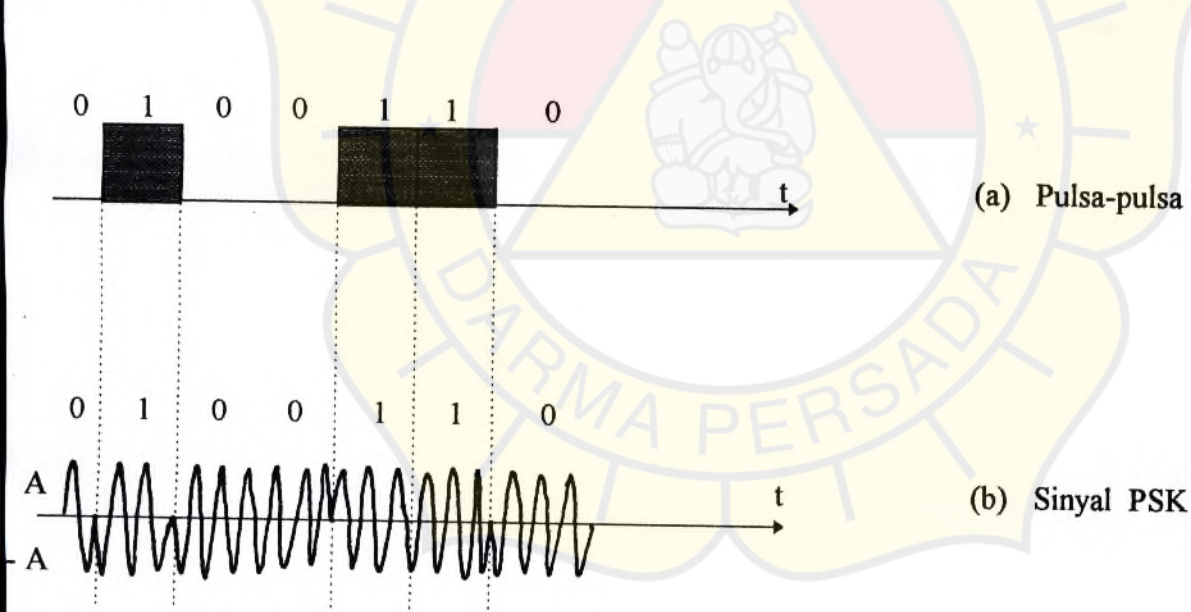 0 1 0 0 1 1 0
t
(a) Pulsa-pulsa
DARMA PERSADA
0 1 0 0 1 1 0
A
t
(b) Sinyal PSK
- A